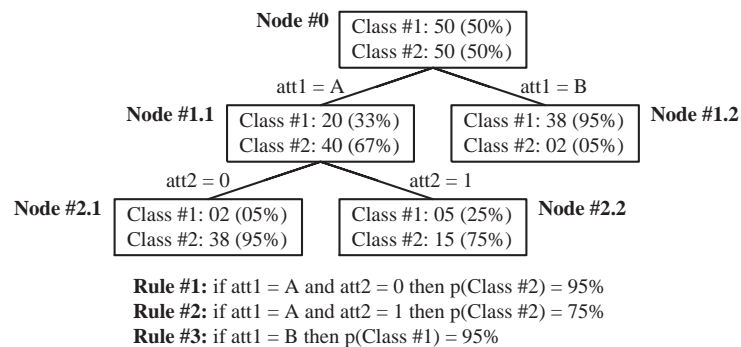 Node #0
Class #1: 50 (50%)
Class #2: 50 (50%)
att1 = A
att1 = B
Node #1.1
Class #1: 20 (33%)
Class #2: 40 (67%)
Class #1: 38 (95%)
Class #2: 02 (05%)
Node #1.2
att2 = 0
att2 = 1
Node #2.1
Class #1: 02 (05%)
Class #2: 38 (95%)
Class #1: 05 (25%)
Class #2: 15 (75%)
Node #2.2
Rule #1: if att1 = A and att2 = 0 then p(Class #2) = 95%
Rule #2: if att1 = A and att2 = 1 then p(Class #2) = 75%
Rule #3: if att1 = B then p(Class #1) = 95%